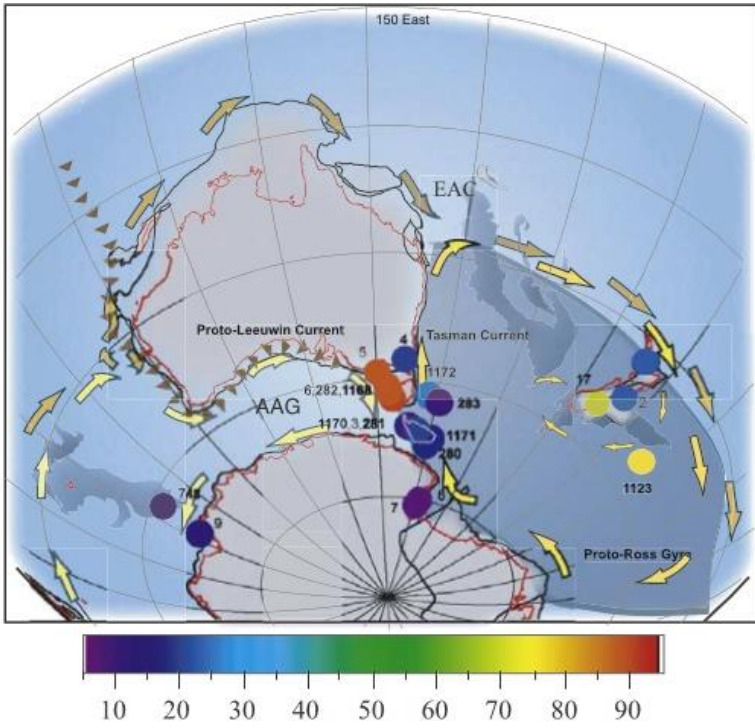 150 East
EAC
Proto-Leeuwin Current
Tasman Current
4
5
1172
17
6,282,1168
283
2
AAG
1170,3,281
1171
280
1123
7
8
9
Proto-Ross Gyre
10 20 30 40 50 60 70 80 90